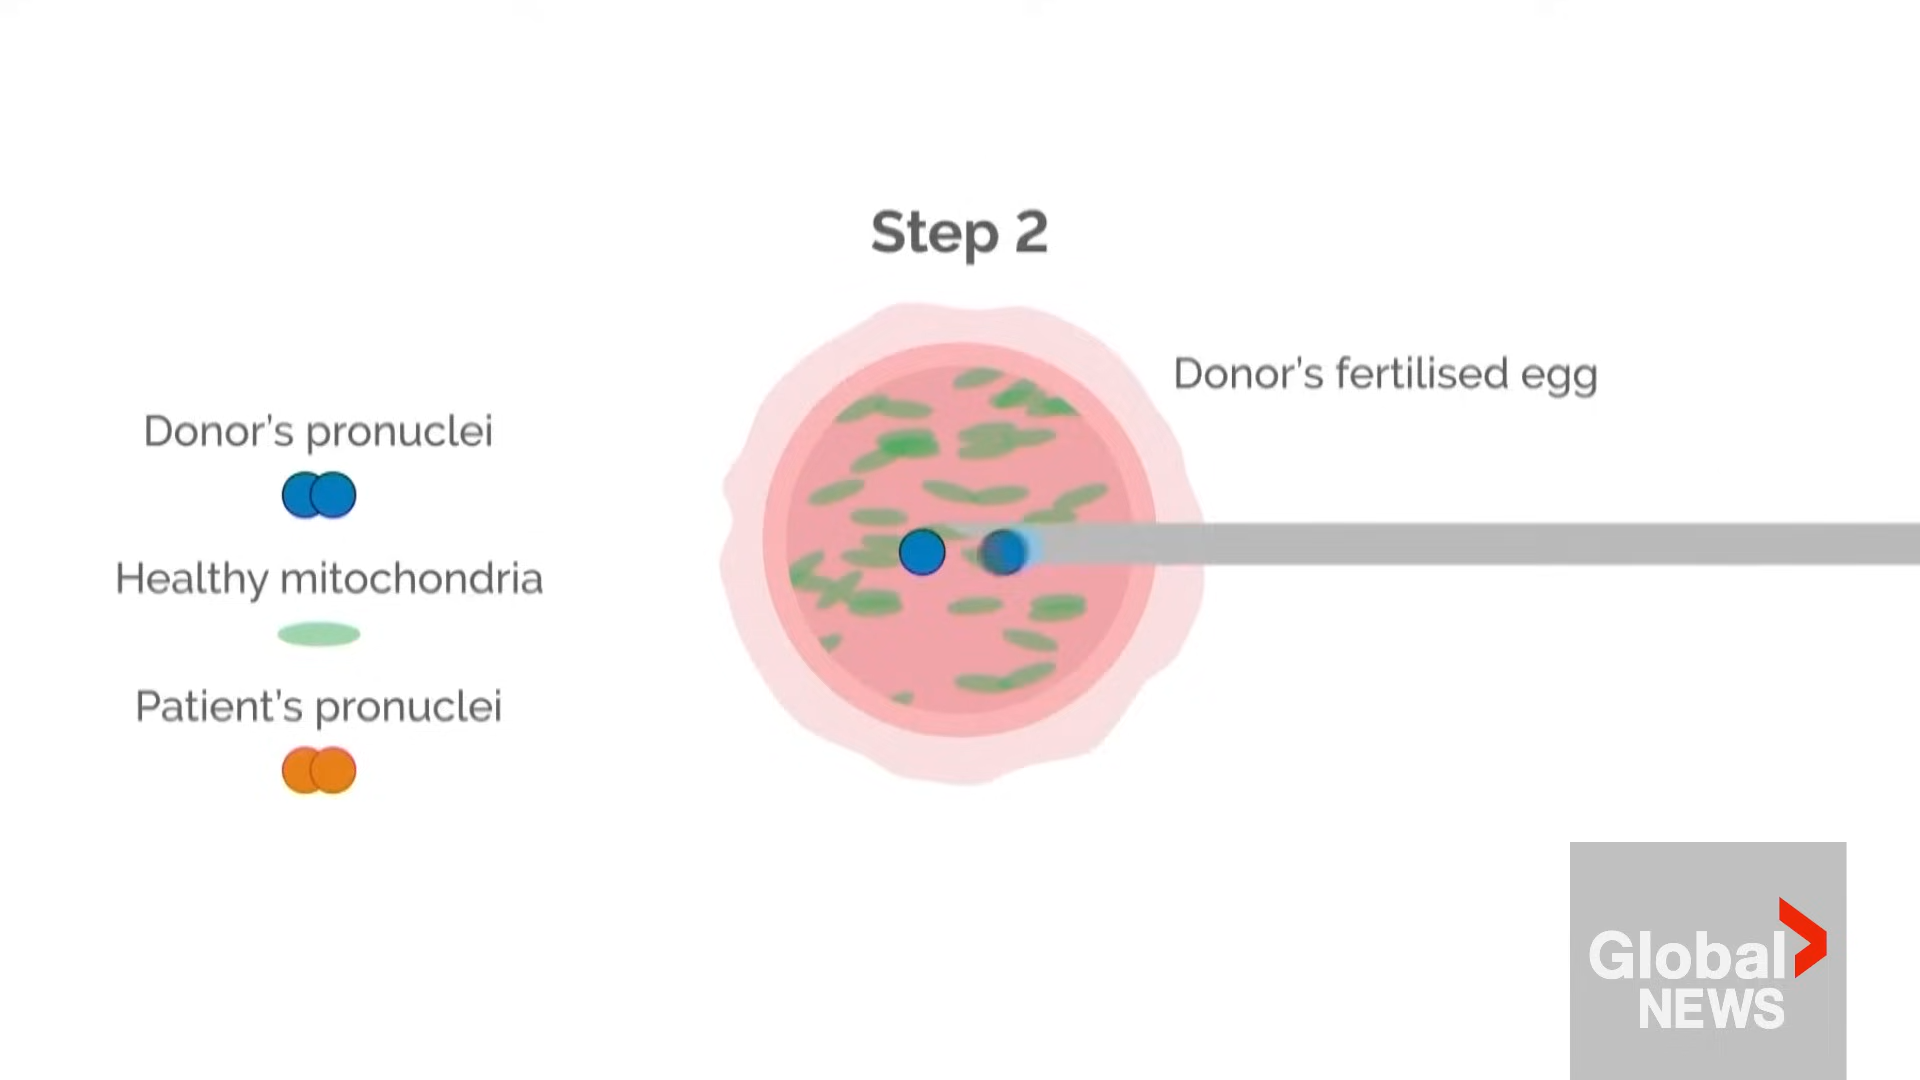 Step 2
Donor's fertilised egg
Donor's pronuclei
Healthy mitochondria
Patient's pronuclei
Global
NEWS